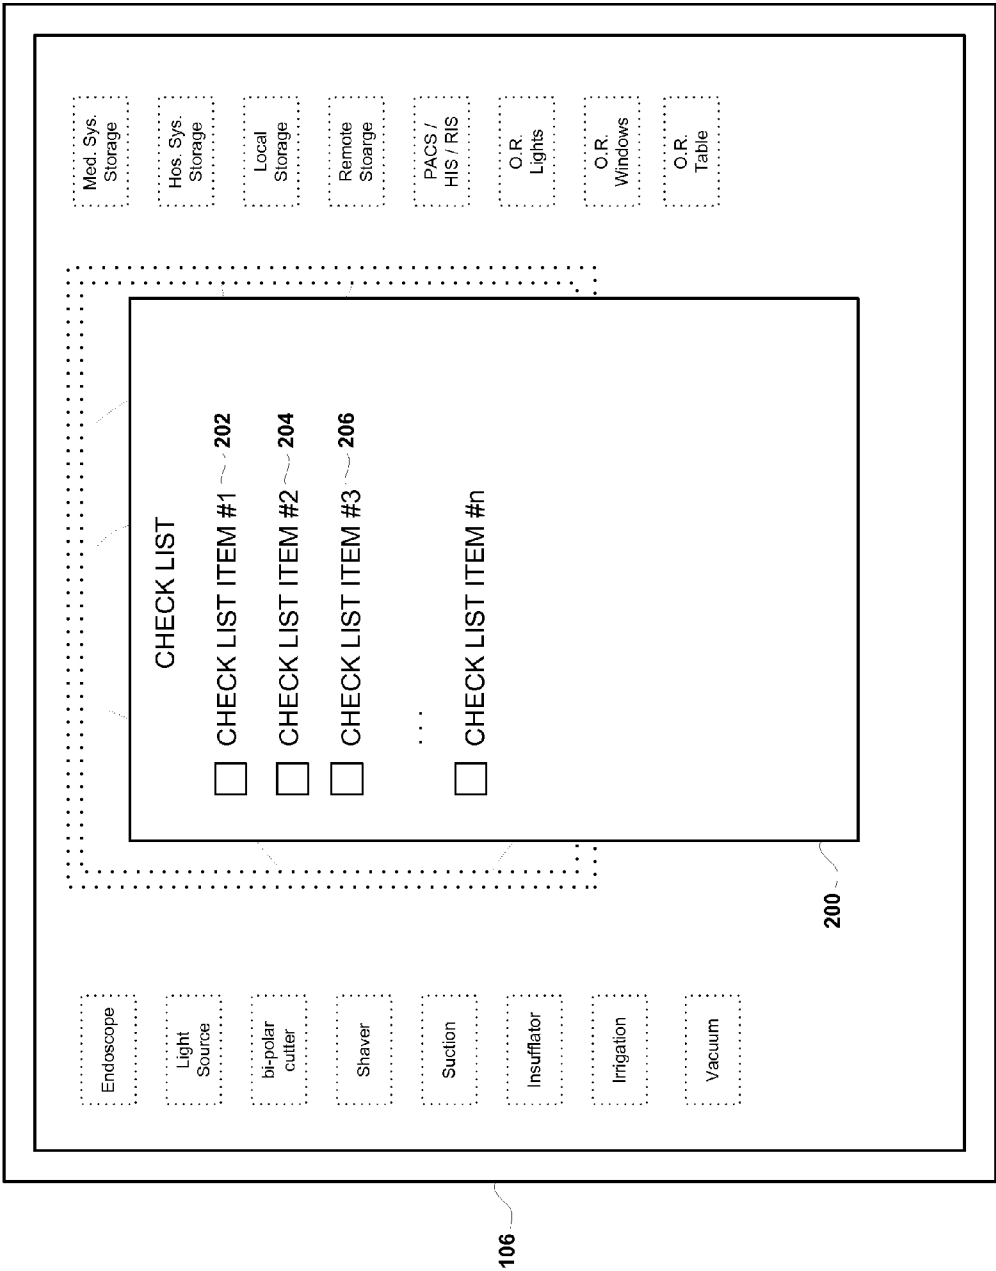 Endoscope
Light
Source
bi-polar
cutter
Shaver
Suction
Insufflator
Irrigation
Vacuum
CHECK LIST
CHECK LIST ITEM #1 202
CHECK LIST ITEM #2 204
CHECK LIST ITEM #3 206
. . .
CHECK LIST ITEM #n
200
Med. Sys.
Storage
Hos. Sys.
Storage
Local
Storage
Remote
Stoarge
PACS /
HIS / RIS
O.R.
Lights
O.R.
Windows
O.R.
Table
106